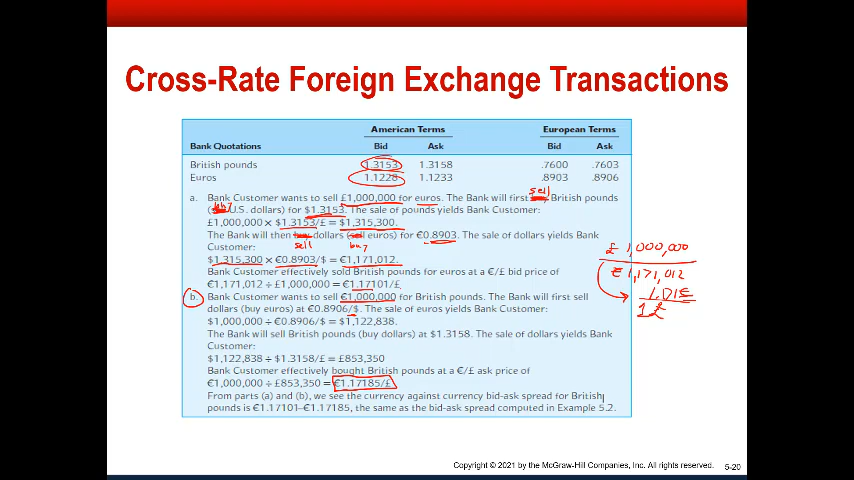 Cross-Rate Foreign Exchange Transactions
American Terms European Terms
Bank Quotations Bid Ask Bid Ask
British pounds 1.3153 1.3158 .7600 .7603
Euros 1.1228 1.1233 .8903 .8906
sell
a. Bank Customer wants to sell £1,000,000 for euros. The Bank will first British pounds
buy
( U.S. dollars) for $1.3153. The sale of pounds yields Bank Customer:
£1,000,000 × $1.3153/£ = $1,315,300.
The Bank will then buy dollars (sell euros) for €0.8903. The sale of dollars yields Bank
sell buy
Customer:
$1,315,300 × €0.8903/$ = €1,171,012.
Bank Customer effectively sold British pounds for euros at a €/£ bid price of
€1,171,012 ÷ £1,000,000 = €1.17101/£
b. Bank Customer wants to sell €1,000,000 for British pounds. The Bank will first sell
dollars (buy euros) at €0.8906/$. The sale of euros yields Bank Customer:
$1,000,000 ÷ €0.8906/$ = $1,122,838.
The Bank will sell British pounds (buy dollars) at $1.3158. The sale of dollars yields Bank
Customer:
$1,122,838 ÷ $1.3158/£ = £853,350
Bank Customer effectively bought British pounds at a €/£ ask price of
€1,000,000 ÷ £853,350 = €1.17185/£
From parts (a) and (b), we see the currency against currency bid-ask spread for British
pounds is €1.17101–€1.17185, the same as the bid-ask spread computed in Example 5.2.
£ 1,000,000
€ 1,171,012
1£
Copyright © 2021 by the McGraw-Hill Companies, Inc. All rights reserved.
5-20